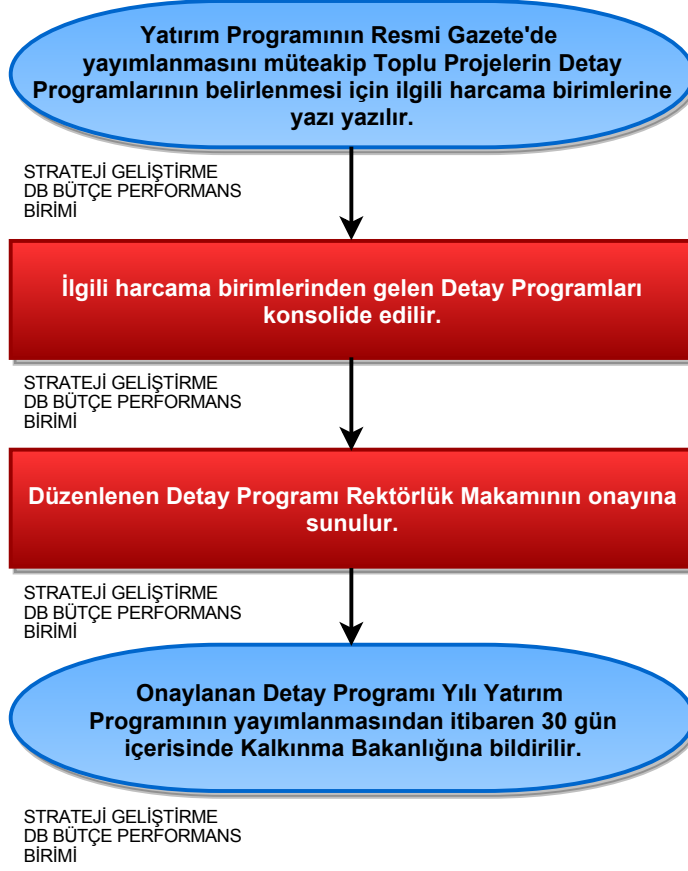 Yatırım Programının Resmi Gazete'de
yayımlanmasını müteakip Toplu Projelerin Detay
Programlarının belirlenmesi için ilgili harcama birimlerine
yazı yazılır.
STRATEJİ GELİŞTİRME
DB BÜTÇE PERFORMANS
BİRİMİ
İlgili harcama birimlerinden gelen Detay Programları
konsolide edilir.
STRATEJİ GELİŞTİRME
DB BÜTÇE PERFORMANS
BİRİMİ
Düzenlenen Detay Programı Rektörlük Makamının onayına
sunulur.
STRATEJİ GELİŞTİRME
DB BÜTÇE PERFORMANS
BİRİMİ
Onaylanan Detay Programı Yılı Yatırım
Programının yayımlanmasından itibaren 30 gün
içerisinde Kalkınma Bakanlığına bildirilir.
STRATEJİ GELİŞTİRME
DB BÜTÇE PERFORMANS
BİRİMİ